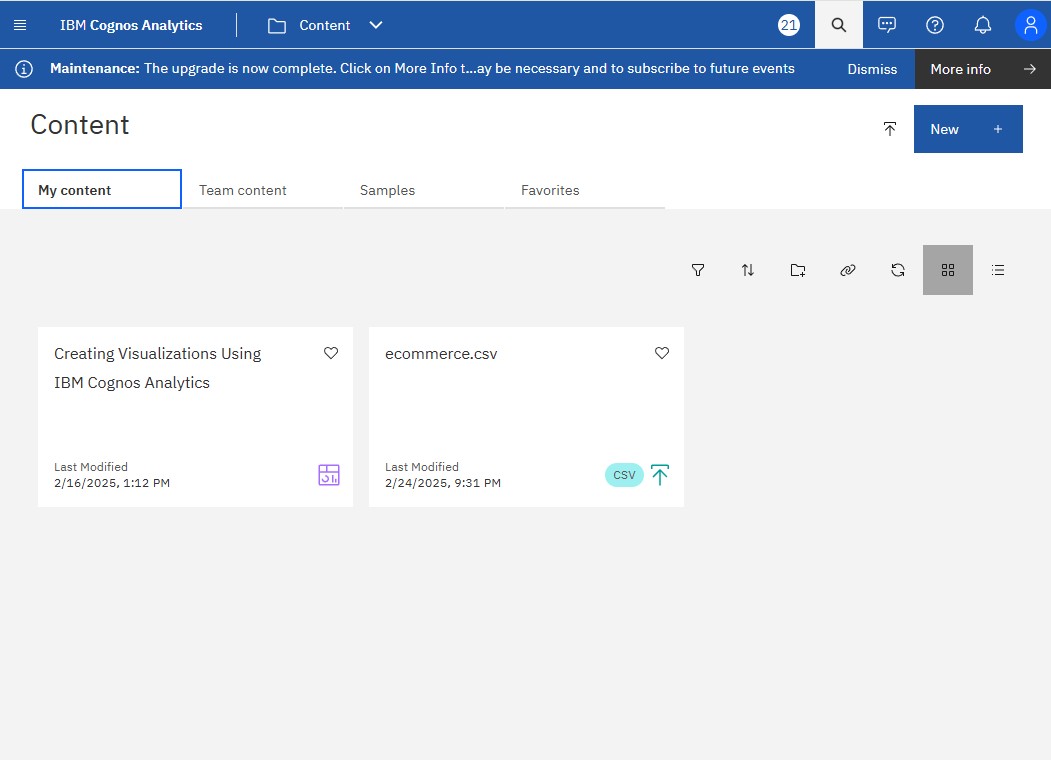 IBM Cognos Analytics Content 21
Maintenance: The upgrade is now complete. Click on More Info t...ay be necessary and to subscribe to future events Dismiss More info
Content
New
My content Team content Samples Favorites
Creating Visualizations Using
IBM Cognos Analytics
Last Modified
2/16/2025, 1:12 PM
ecommerce.csv
Last Modified
2/24/2025, 9:31 PM
CSV